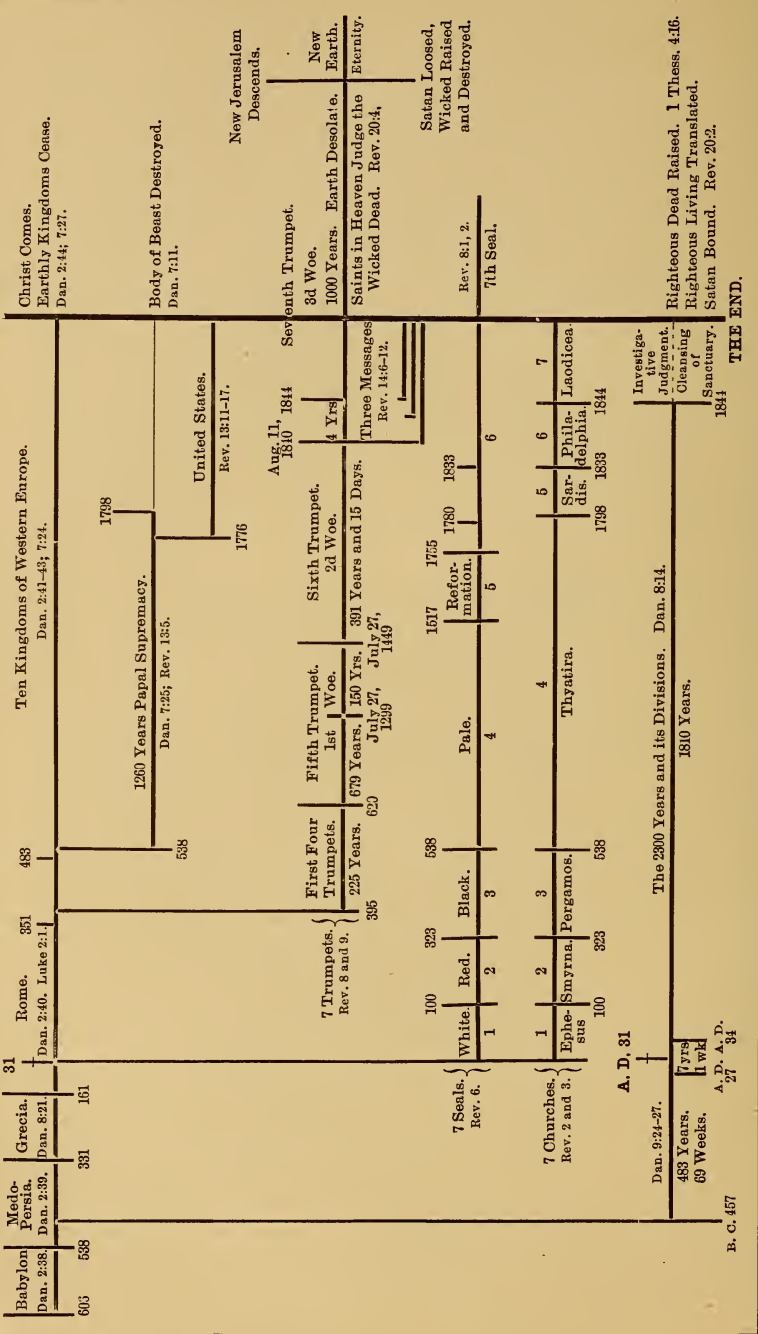 Babylon
Dan. 2:38.
605
538
Medo-
Persia.
Dan. 2:39.
331
Grecia.
Dan. 8:21.
161
31
Rome.
Dan. 2:40. Luke 2:1.
351
483
Ten Kingdoms of Western Europe.
Dan. 2:41-43; 7:24.
Christ Comes.
Earthly Kingdoms Cease.
Dan. 2:44; 7:27.
1798
1260 Years Papal Supremacy.
Dan. 7:25; Rev. 13:5.
538
Body of Beast Destroyed.
Dan. 7:11.
United States.
Rev. 13:11-17.
1776
New Jerusalem
Descends.
7 Trumpets.
Rev. 8 and 9.
First Four
Trumpets.
225 Years.
395
Fifth Trumpet.
1st Woe.
679 Years.
150 Yrs.
620
July 27,
1299
July 27,
1449
Sixth Trumpet.
2d Woe.
391 Years and 15 Days.
Aug. 11,
1840
1844
4 Yrs
Three Messages
Rev. 14:6-12.
Seventh Trumpet.
3d Woe.
1000 Years. Earth Desolate.
Saints in Heaven Judge the
Wicked Dead. Rev. 20:4,
New
Earth.
Eternity.
Satan Loosed,
Wicked Raised
and Destroyed.
7 Seals.
Rev. 6.
White.
1
100
Red.
2
323
Black.
3
538
Pale.
4
1517
Refor-
mation.
5
1755
1780
1833
6
Rev. 8:1, 2.
7th Seal.
7 Churches.
Rev. 2 and 3.
1
Ephe-
sus
100
2
Smyrna.
323
3
Pergamos.
538
4
Thyatira.
1798
5
Sar-
dis.
1833
6
Phila-
delphia.
1844
7
Laodicea.
A. D. 31
Dan. 9:24-27.
The 2300 Years and its Divisions. Dan. 8:14.
483 Years.
69 Weeks.
7 yrs
1 wk
1810 Years.
B. C. 457
A. D.
27
A. D.
34
1844
Investiga-
tive
Judgment.
Cleansing
of
Sanctuary.
Righteous Dead Raised. 1 Thess. 4:16.
Righteous Living Translated.
Satan Bound. Rev. 20:2.
THE END.